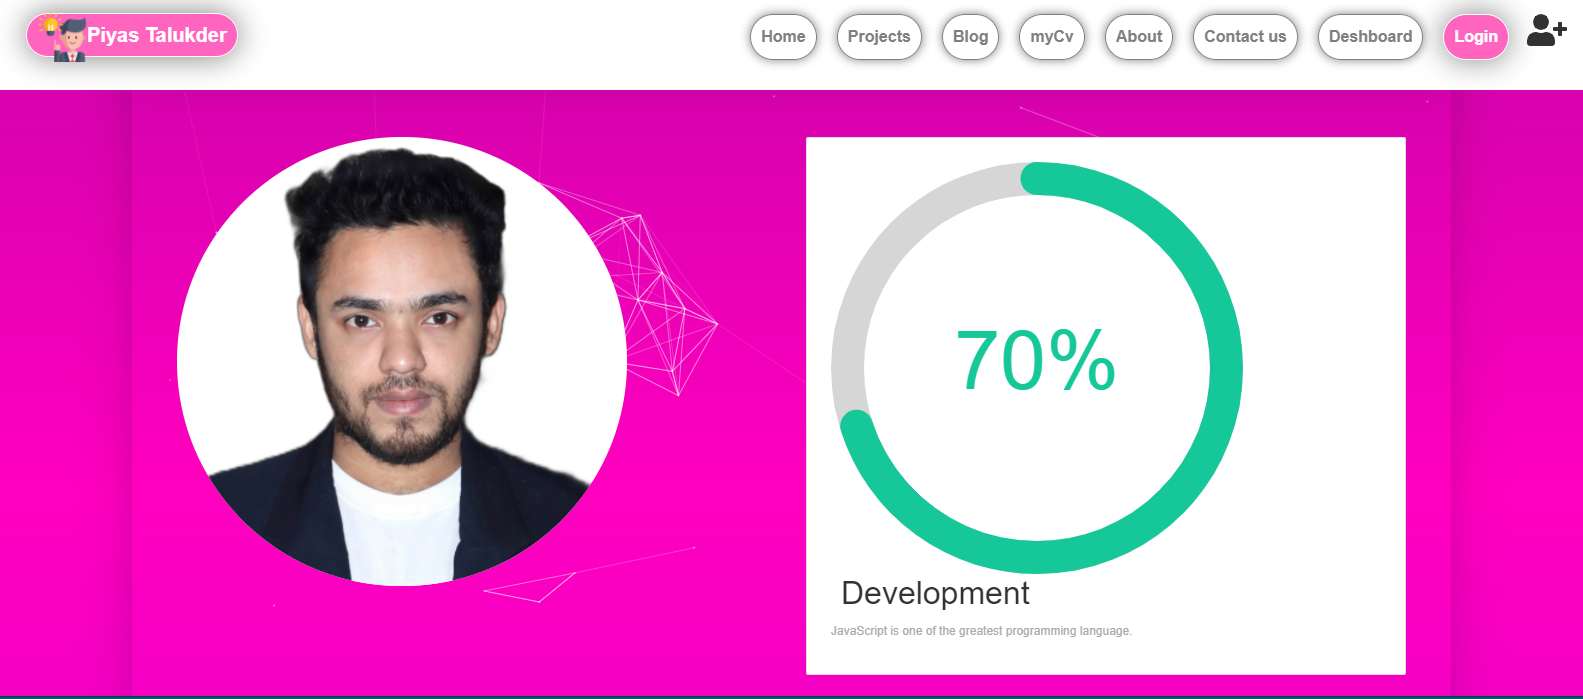 Piyas Talukder
Home Projects Blog myCv About Contact us Deshboard Login
70%
Development
JavaScript is one of the greatest programming language.